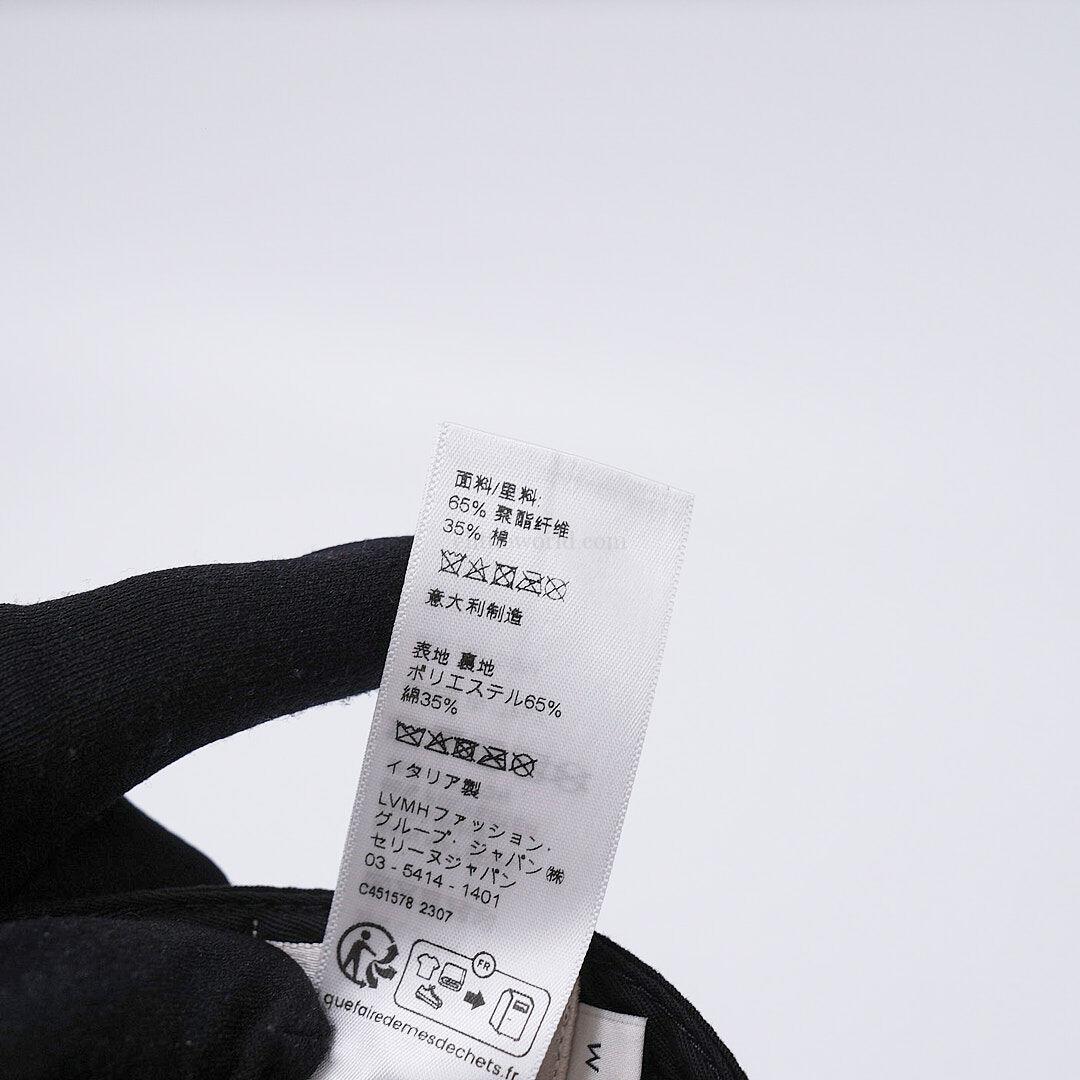 面料/里料:
65% 聚酯纤维
35% 棉
意大利制造
表地 裏地
ポリエステル65%
綿35%
イタリア製
LVMHファッション・
グループ・ジャパン㈱
セリーヌジャパン
03 - 5414 - 1401
C451578 2307
FR
quefairedemesdechets.fr
M